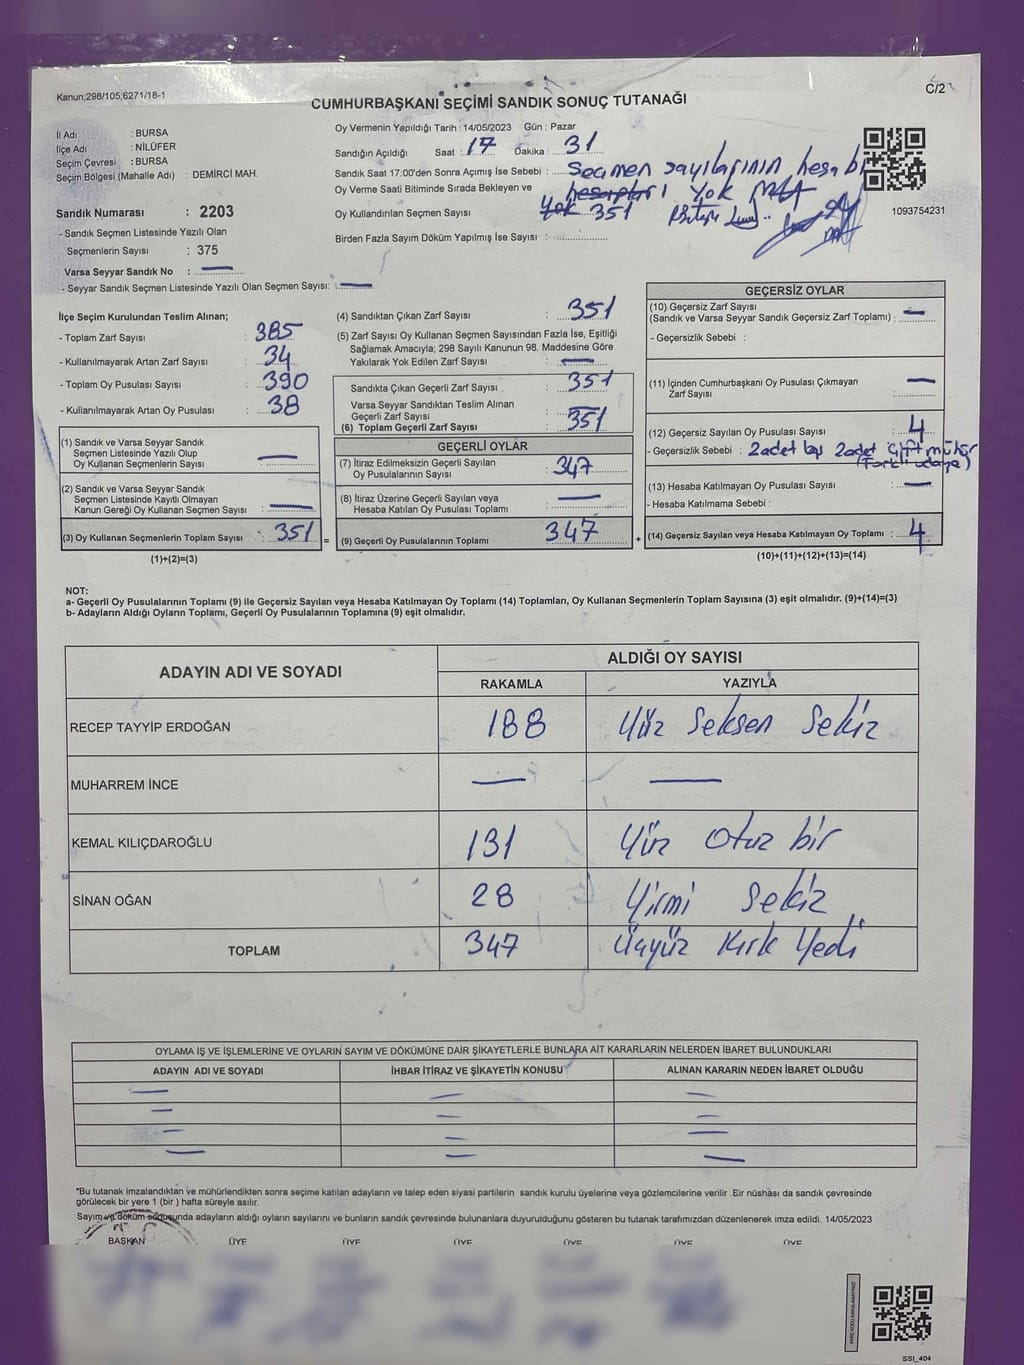 Kanun;298/105,6271/18-1
C/2
CUMHURBAŞKANI SEÇİMİ SANDIK SONUÇ TUTANAĞI
İl Adı : BURSA
İlçe Adı : NİLÜFER
Seçim Çevresi : BURSA
Seçim Bölgesi (Mahalle Adı) : DEMİRCİ MAH.
Sandık Numarası : 2203
- Sandık Seçmen Listesinde Yazılı Olan
Seçmenlerin Sayısı : 375
Varsa Seyyar Sandık No : —
- Seyyar Sandık Seçmen Listesinde Yazılı Olan Seçmen Sayısı: —
Oy Vermenin Yapıldığı Tarih : 14/05/2023 Gün : Pazar
Sandığın Açıldığı Saat : 17 Dakika : 31
Sandık Saat 17:00'den Sonra Açımış İse Sebebi : Seçmen sayılarının hesabı
Oy Verme Saati Bitiminde Sırada Bekleyen ve hesapları yok
Oy Kullandırılan Seçmen Sayısı yok 351
Birden Fazla Sayım Döküm Yapılmış İse Sayısı :
1093754231
İlçe Seçim Kurulundan Teslim Alınan;
- Toplam Zarf Sayısı : 385
- Kullanılmayarak Artan Zarf Sayısı : 34
- Toplam Oy Pusulası Sayısı : 390
- Kullanılmayarak Artan Oy Pusulası : 38
(1) Sandık ve Varsa Seyyar Sandık
Seçmen Listesinde Yazılı Olup
Oy Kullanan Seçmenlerin Sayısı : —
(2) Sandık ve Varsa Seyyar Sandık
Seçmen Listesinde Kayıtlı Olmayan
Kanun Gereği Oy Kullanan Seçmen Sayısı : —
(3) Oy Kullanan Seçmenlerin Toplam Sayısı : 351 =
(1)+(2)=(3)
(4) Sandıktan Çıkan Zarf Sayısı : 351
(5) Zarf Sayısı Oy Kullanan Seçmen Sayısından Fazla İse, Eşitliği
Sağlamak Amacıyla; 298 Sayılı Kanunun 98. Maddesine Göre
Yakılarak Yok Edilen Zarf Sayısı : —
Sandıkta Çıkan Geçerli Zarf Sayısı : 351
Varsa Seyyar Sandıktan Teslim Alınan
Geçerli Zarf Sayısı
(6) Toplam Geçerli Zarf Sayısı : 351
GEÇERLİ OYLAR
(7) İtiraz Edilmeksizin Geçerli Sayılan
Oy Pusulalarının Sayısı : 347
(8) İtiraz Üzerine Geçerli Sayılan veya
Hesaba Katılan Oy Pusulası Toplamı : —
(9) Geçerli Oy Pusulalarının Toplamı : 347 +
GEÇERSİZ OYLAR
(10) Geçersiz Zarf Sayısı
(Sandık ve Varsa Seyyar Sandık Geçersiz Zarf Toplamı) : —
- Geçersizlik Sebebi :
(11) İçinden Cumhurbaşkanı Oy Pusulası Çıkmayan
Zarf Sayısı : —
(12) Geçersiz Sayılan Oy Pusulası Sayısı : 4
- Geçersizlik Sebebi : 2 adet boş 2 adet çift mühür
(13) Hesaba Katılmayan Oy Pusulası Sayısı : —
- Hesaba Katılmama Sebebi :
(14) Geçersiz Sayılan veya Hesaba Katılmayan Oy Toplamı : 4
(10)+(11)+(12)+(13)=(14)
NOT:
a- Geçerli Oy Pusulalarının Toplamı (9) ile Geçersiz Sayılan veya Hesaba Katılmayan Oy Toplamı (14) Toplamları, Oy Kullanan Seçmenlerin Toplam Sayısına (3) eşit olmalıdır. (9)+(14)=(3)
b- Adayların Aldığı Oyların Toplamı, Geçerli Oy Pusulalarının Toplamına (9) eşit olmalıdır.
ADAYIN ADI VE SOYADI ALDIĞI OY SAYISI
RAKAMLA YAZIYLA
RECEP TAYYİP ERDOĞAN 188 Yüz Seksen Sekiz
MUHARREM İNCE — —
KEMAL KILIÇDAROĞLU 131 Yüz Otuz bir
SİNAN OĞAN 28 Yirmi Sekiz
TOPLAM 347 Üçyüz Kırk Yedi
OYLAMA İŞ VE İŞLEMLERİNE VE OYLARIN SAYIM VE DÖKÜMÜNE DAİR ŞİKAYETLERLE BUNLARA AİT KARARLARIN NELERDEN İBARET BULUNDUKLARI
ADAYIN ADI VE SOYADI İHBAR İTİRAZ VE ŞİKAYETİN KONUSU ALINAN KARARIN NEDEN İBARET OLDUĞU
*Bu tutanak imzalandıktan ve mühürlendikten sonra seçime katılan adayların ve talep eden siyasi partilerin sandık kurulu üyelerine veya gözlemcilerine verilir .Bir nüshası da sandık çevresinde
görülecek bir yere 1 (bir ) hafta süreyle asılır.
Sayım ve döküm sonucunda adayların aldığı oyların sayılarını ve bunların sandık çevresinde bulunanlara duyurulduğunu gösteren bu tutanak tarafımızdan düzenlenerek imza edildi. 14/05/2023
BAŞKAN ÜYE ÜYE ÜYE ÜYE ÜYE ÜYE
SSİ_404